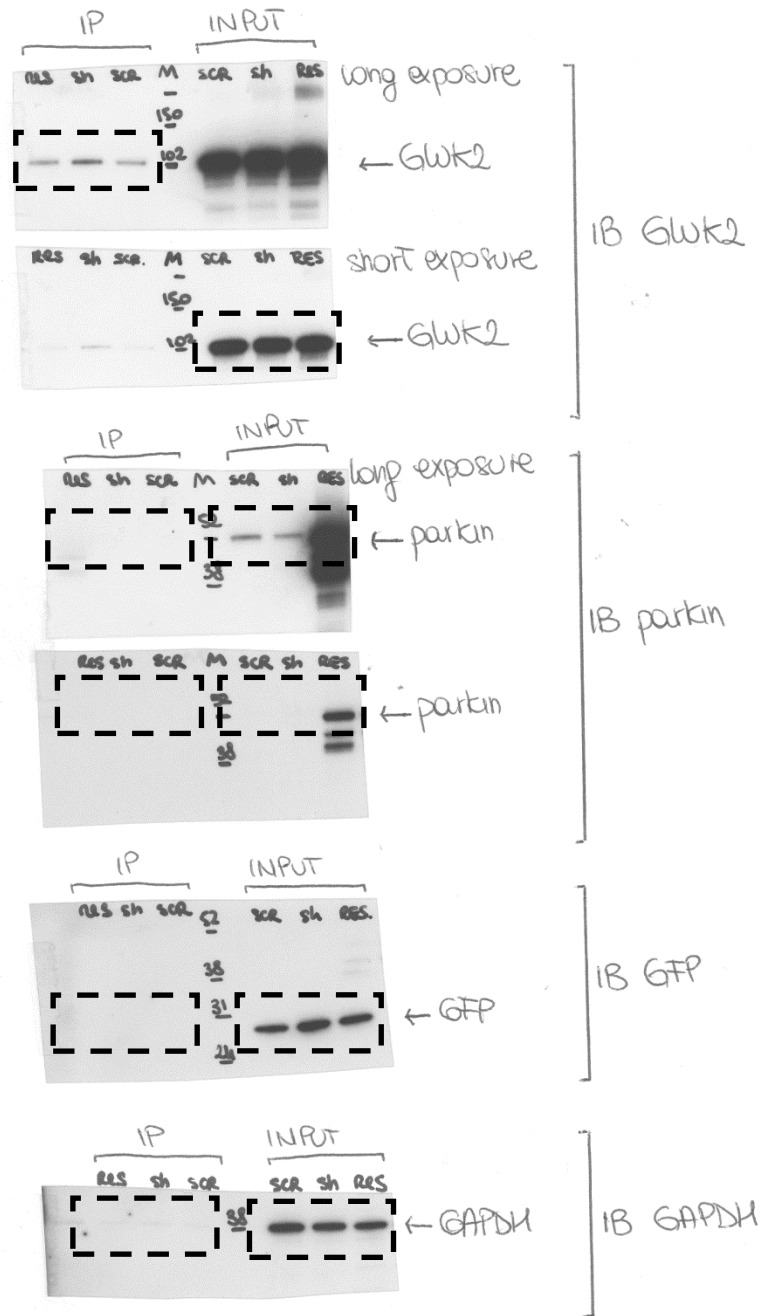 IP INPUT
Res sh SCR M SCR sh RES long exposure
150
102 ← GluK2
IB GluK2
Res sh SCR. M SCR sh RES short exposure
150
102 ← GluK2
IP INPUT
Res sh SCR M SCR sh RES long exposure
52
← parkin
38
IB parkin
Res sh SCR M SCR sh RES
52
← parkin
38
IP INPUT
Res sh SCR 52 SCR sh RES.
38
IB GFP
31
← GFP
24
IP INPUT
Res sh SCR SCR sh RES
38 ← GAPDH
IB GAPDH